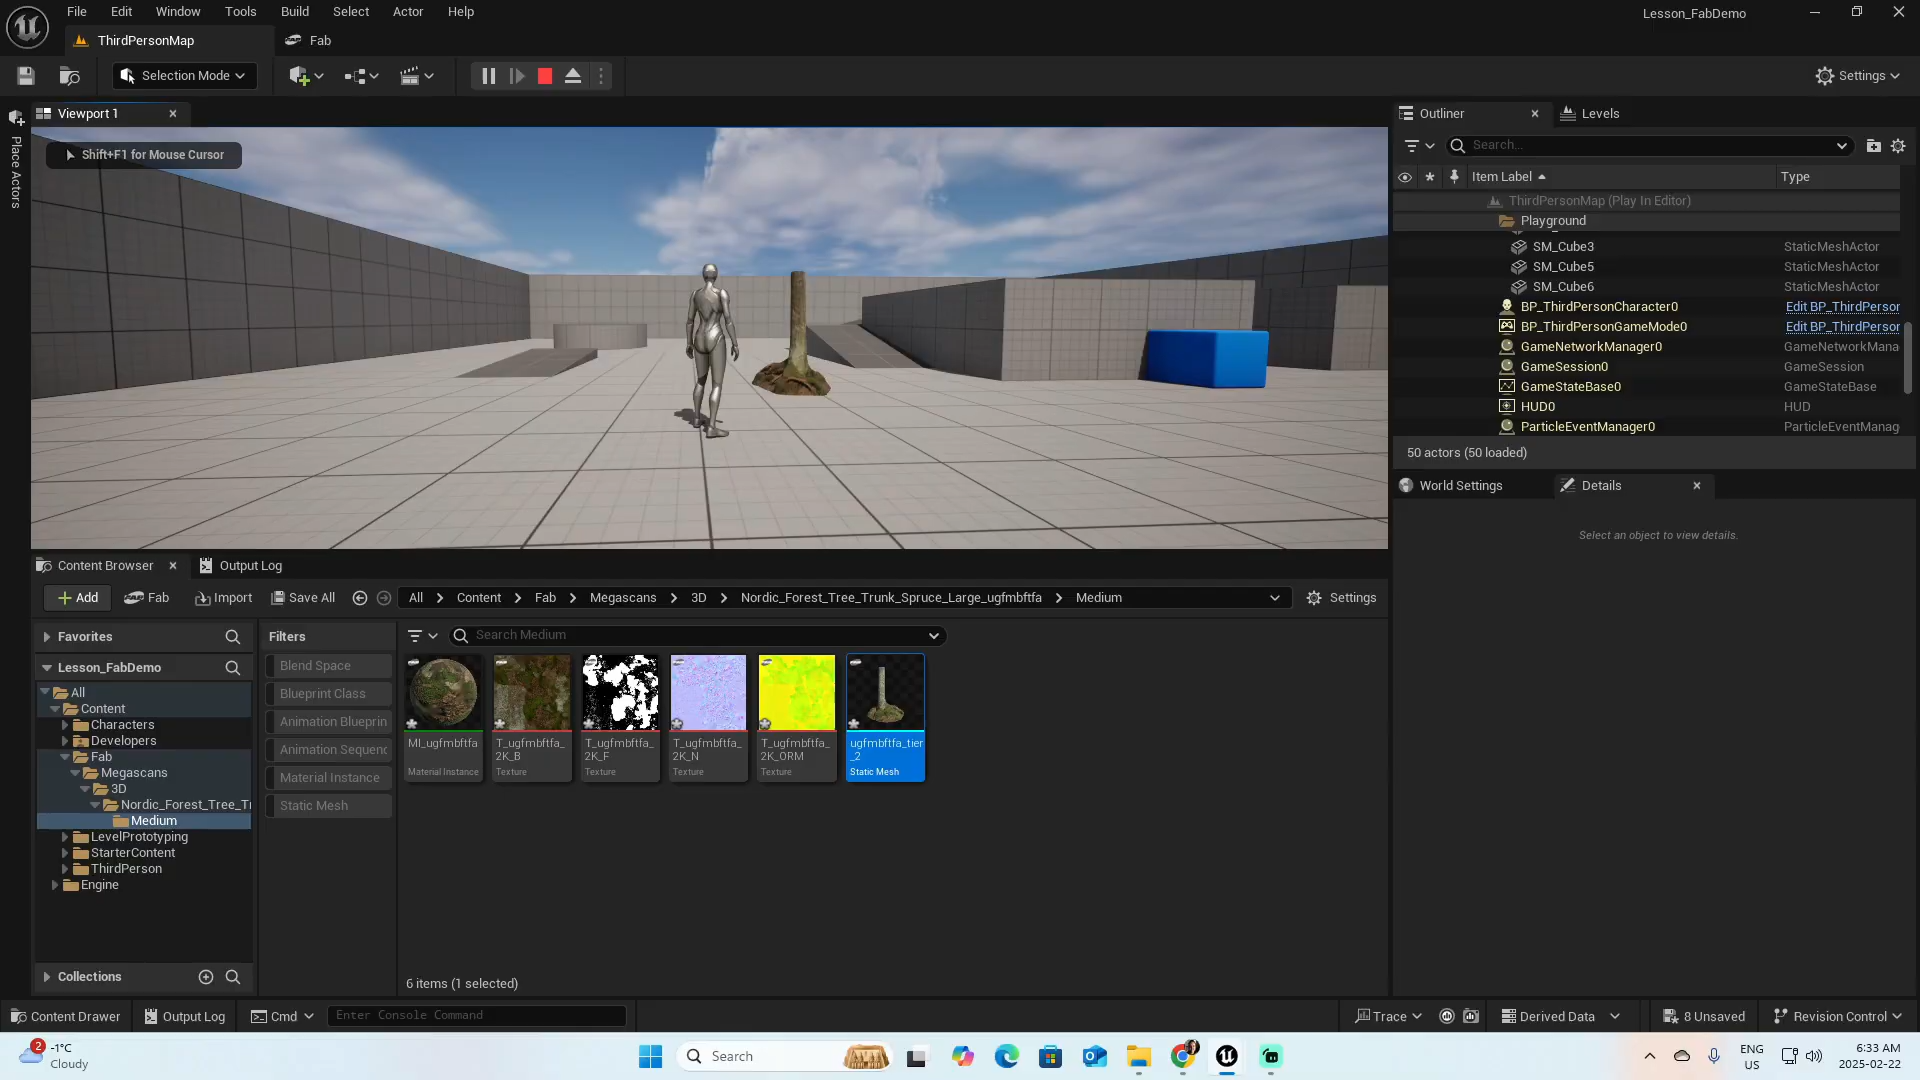 File Edit Window Tools Build Select Actor Help
Lesson_FabDemo
ThirdPersonMap
Fab
Selection Mode
Settings
Viewport 1
Shift+F1 for Mouse Cursor
Place Actors
Outliner
Levels
Search...
Item Label
Type
ThirdPersonMap (Play In Editor)
Playground
SM_Cube3 StaticMeshActor
SM_Cube5 StaticMeshActor
SM_Cube6 StaticMeshActor
BP_ThirdPersonCharacter0 Edit BP_ThirdPersor
BP_ThirdPersonGameMode0 Edit BP_ThirdPersor
GameNetworkManager0 GameNetworkMana
GameSession0 GameSession
GameStateBase0 GameStateBase
HUD0 HUD
ParticleEventManager0 ParticleEventManag
50 actors (50 loaded)
World Settings
Details
Select an object to view details.
Content Browser
Output Log
Add
Fab
Import
Save All
All > Content > Fab > Megascans > 3D > Nordic_Forest_Tree_Trunk_Spruce_Large_ugfmbftfa > Medium
Settings
Favorites
Lesson_FabDemo
All
Content
Characters
Developers
Fab
Megascans
3D
Nordic_Forest_Tree_Tr
Medium
LevelPrototyping
StarterContent
ThirdPerson
Engine
Collections
Filters
Blend Space
Blueprint Class
Animation Blueprin
Animation Sequenc
Material Instance
Static Mesh
Search Medium
MI_ugfmbftfa
Material Instance
T_ugfmbftfa_
2K_B
Texture
T_ugfmbftfa_
2K_F
Texture
T_ugfmbftfa_
2K_N
Texture
T_ugfmbftfa_
2K_ORM
Texture
ugfmbftfa_tier
_2
Static Mesh
6 items (1 selected)
Content Drawer
Output Log
Cmd
Enter Console Command
Trace
Derived Data
8 Unsaved
Revision Control
2
-1°C
Cloudy
Search
ENG
US
6:33 AM
2025-02-22